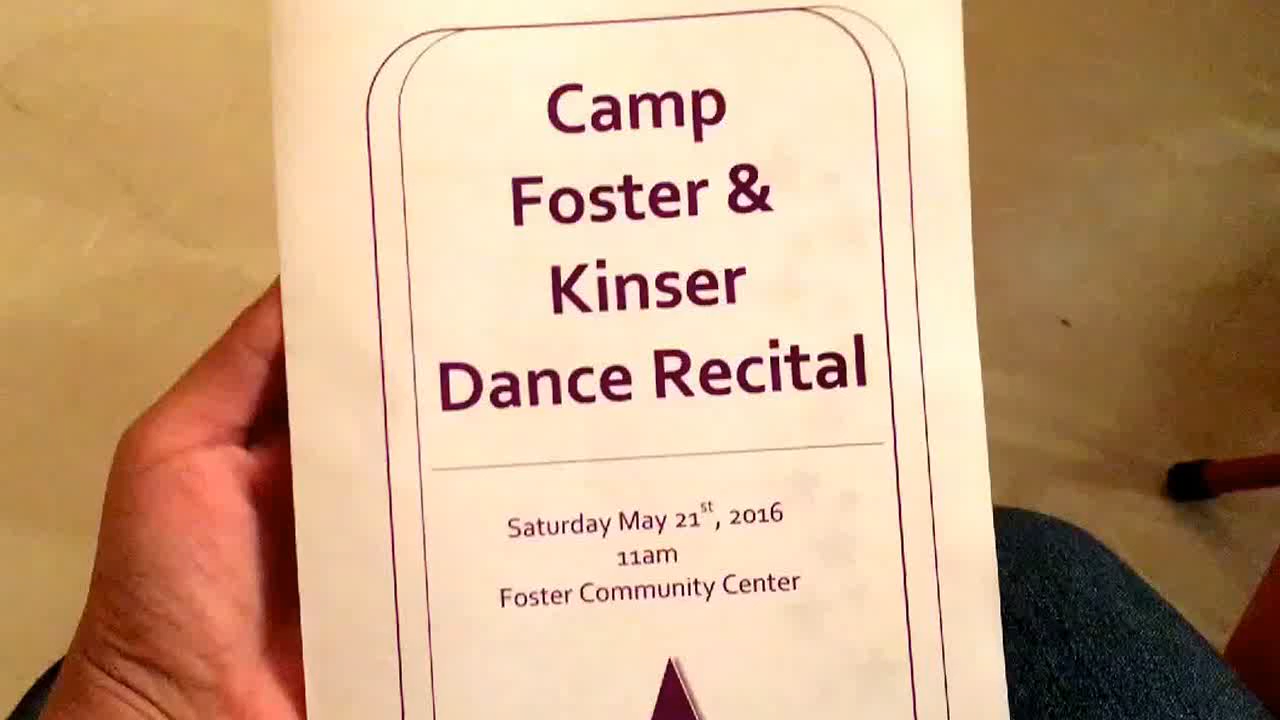 Camp
Foster &
Kinser
Dance Recital
Saturday May 21st, 2016
11am
Foster Community Center